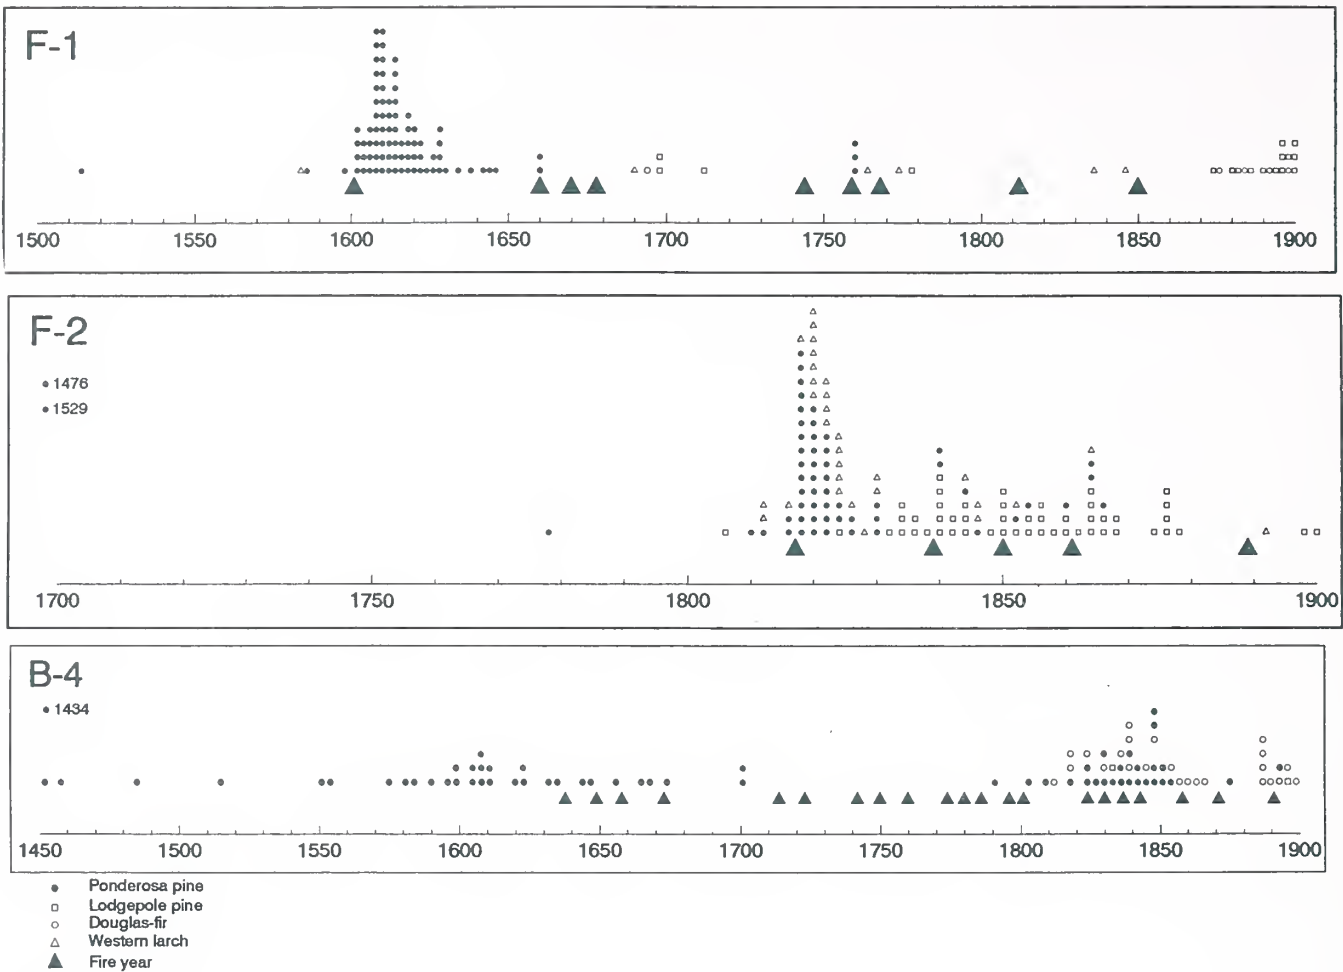 F-1
1500 1550 1600 1650 1700 1750 1800 1850 1900
F-2
1476
1529
1700 1750 1800 1850 1900
B-4
1434
1450 1500 1550 1600 1650 1700 1750 1800 1850 1900
Ponderosa pine
Lodgepole pine
Douglas-fir
Western larch
Fire year